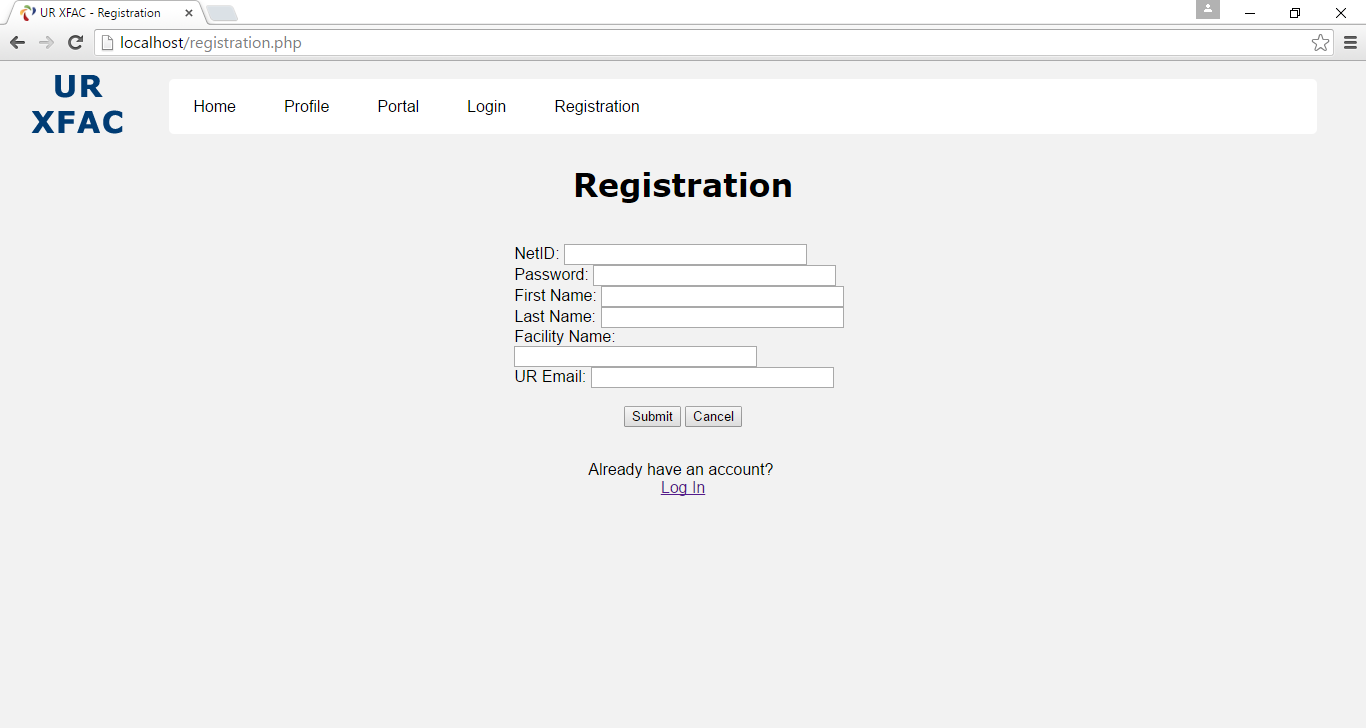 UR XFAC - Registration
localhost/registration.php
UR
XFAC
Home Profile Portal Login Registration
Registration
NetID:
Password:
First Name:
Last Name:
Facility Name:
UR Email:
Submit Cancel
Already have an account?
Log In